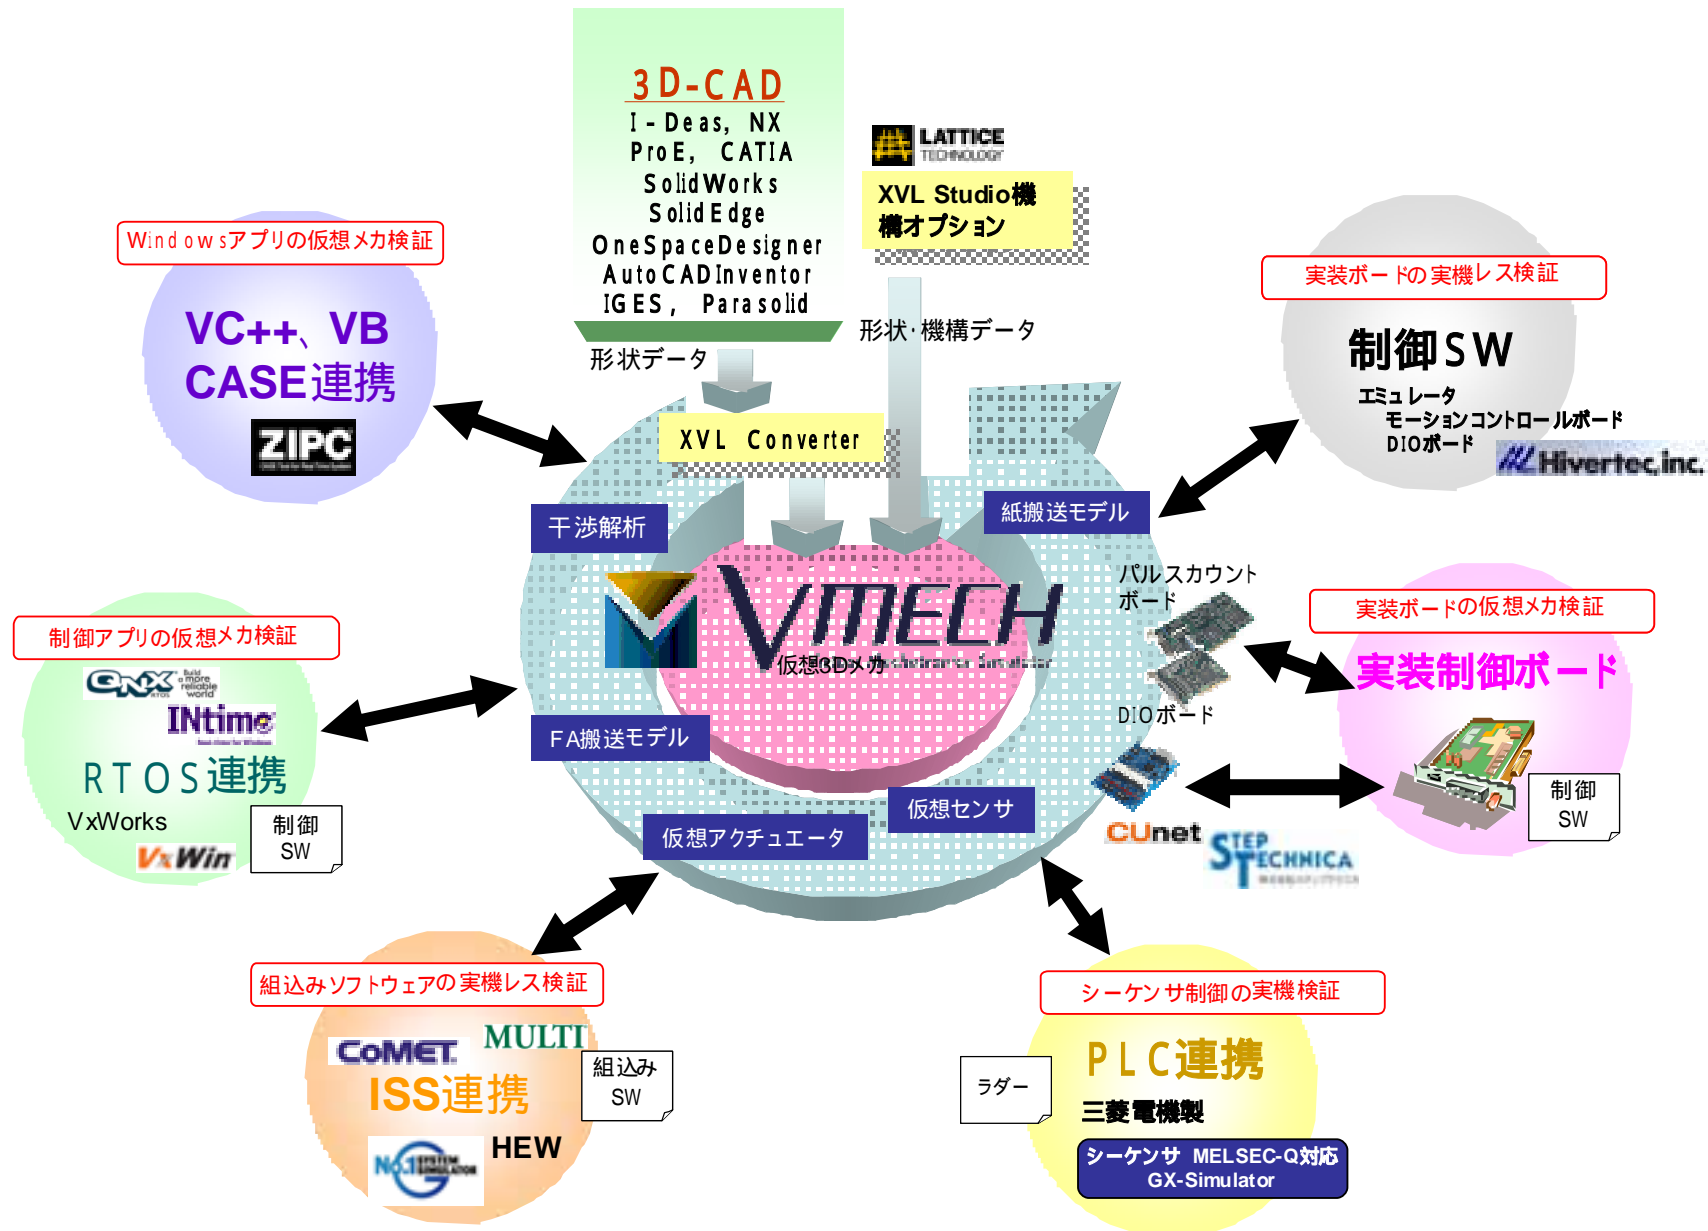 3D-CAD
I-Deas, NX
ProE, CATIA
SolidWorks
SolidEdge
OneSpaceDesigner
AutoCADInventor
IGES, Parasolid
LATTICE
TECHNOLOGY
XVL Studio機
構オプション
形状データ
形状・機構データ
XVL Converter
Windowsアプリの仮想メカ検証
VC++、VB
CASE連携
ZIPC
実装ボードの実機レス検証
制御SW
エミュレータ
モーションコントロールボード
DIOボード
Hivertec,inc.
干渉解析
紙搬送モデル
VMECH
仮想3Dメカ
FA搬送モデル
仮想センサ
仮想アクチュエータ
パルスカウント
ボード
DIOボード
CUnet
STEP
TECHNICA
実装ボードの仮想メカ検証
実装制御ボード
制御
SW
制御アプリの仮想メカ検証
QNX
RTOS
Build
a more
reliable
world
INtime
RTOS連携
VxWorks
VxWin
制御
SW
組込みソフトウェアの実機レス検証
CoMET
MULTI
ISS連携
組込み
SW
No.1 SYSTEM
SIMULATOR
HEW
シーケンサ制御の実機検証
PLC連携
ラダー
三菱電機製
シーケンサ MELSEC-Q対応
GX-Simulator